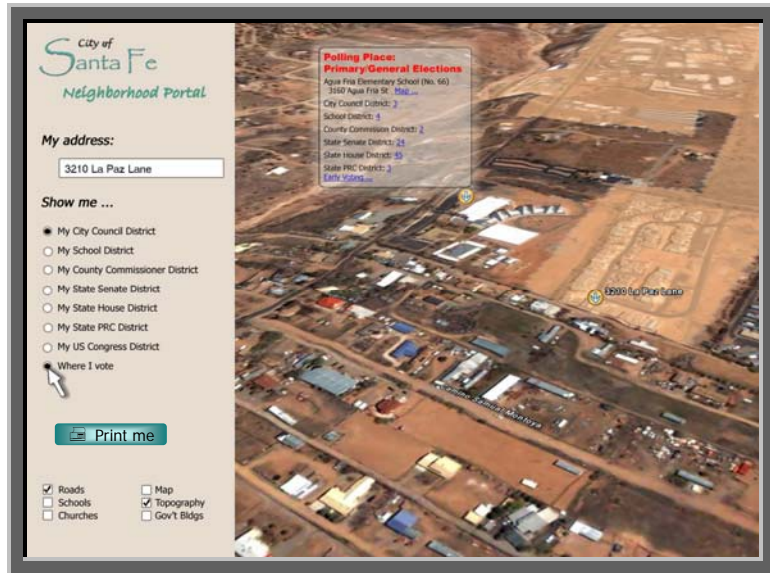 City of
Santa Fe
Neighborhood Portal
My address:
3210 La Paz Lane
Show me ...
My City Council District
My School District
My County Commissioner District
My State Senate District
My State House District
My State PRC District
My US Congress District
Where I vote
Print me
Roads
Schools
Churches
Map
Topography
Gov't Bldgs
Polling Place:
Primary/General Elections
Agua Fria Elementary School (No. 66)
3160 Agua Fria St Map ...
City Council District: 3
School District: 4
County Commission District: 2
State Senate District: 24
State House District: 45
State PRC District: 3
Early Voting ...
3210 La Paz Lane
Camino Samuel Montoya